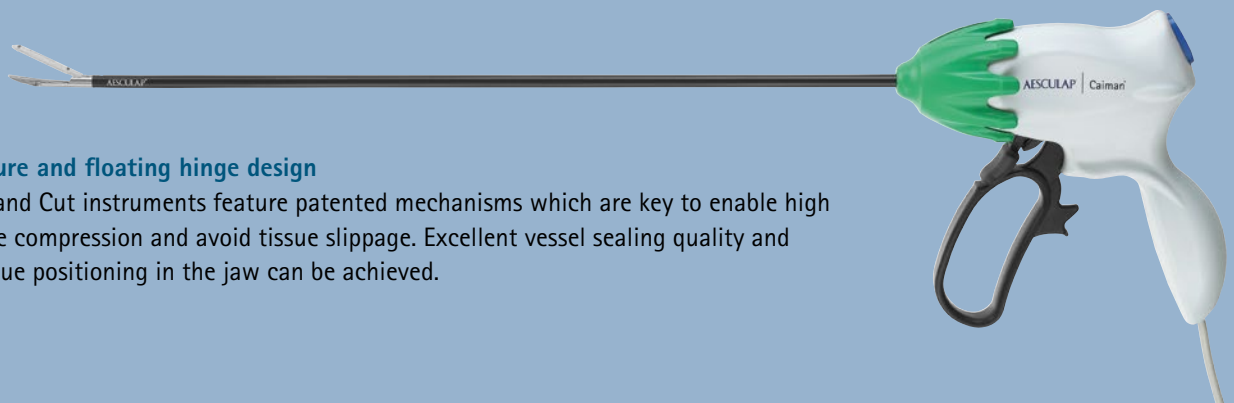 AESCULAP®
AESCULAP® | Caiman®
ure and floating hinge design
and Cut instruments feature patented mechanisms which are key to enable high
e compression and avoid tissue slippage. Excellent vessel sealing quality and
ue positioning in the jaw can be achieved.